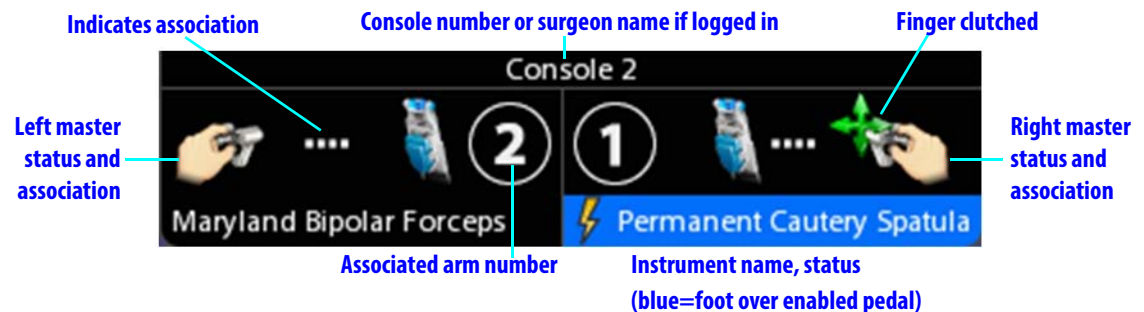 Indicates association
Console number or surgeon name if logged in
Finger clutched
Console 2
Left master
status and
association
2
1
Right master
status and
association
Maryland Bipolar Forceps
Permanent Cautery Spatula
Associated arm number
Instrument name, status
(blue=foot over enabled pedal)